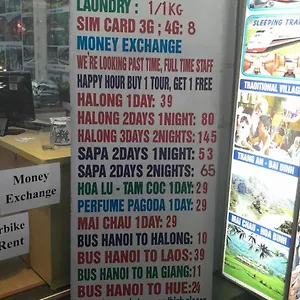 LAUNDRY : 1/1KG
SIM CARD 3G ; 4G: 8
MONEY EXCHANGE
WE'RE LOOKING PAST TIME, FULL TIME STAFF
HAPPY HOUR BUY 1 TOUR, GET 1 FREE
HALONG 1DAY: 39
HALONG 2DAYS 1NIGHT: 80
HALONG 3DAYS 2NIGHTS: 145
SAPA 2DAYS 1NIGHT: 53
SAPA 2DAYS 2NIGHTS: 65
HOA LU - TAM COC 1DAY: 29
PERFUME PAGODA 1DAY: 29
MAI CHAU 1DAY: 29
BUS HANOI TO HALONG: 10
BUS HANOI TO LAOS: 39
BUS HANOI TO HA GIANG: 11
BUS HANOI TO HUE:
Money
Exchange
rbike
Rent
SLEEPING TRAIN
TRADITIONAL VILLAG
TRANG AN - BAI DINH
MAI CHAU - HOA BINH